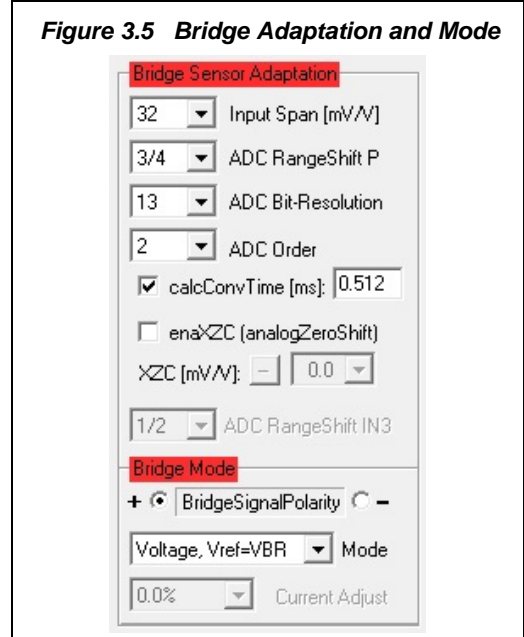 Figure 3.5 Bridge Adaptation and Mode
Bridge Sensor Adaptation
32 Input Span [mV/V]
3/4 ADC RangeShift P
13 ADC Bit-Resolution
2 ADC Order
calcConvTime [ms]: 0.512
enaXZC (analogZeroShift)
XZC [mV/V]: - 0.0
1/2 ADC RangeShift IN3
Bridge Mode
+ BridgeSignalPolarity -
Voltage, Vref=VBR Mode
0.0% Current Adjust